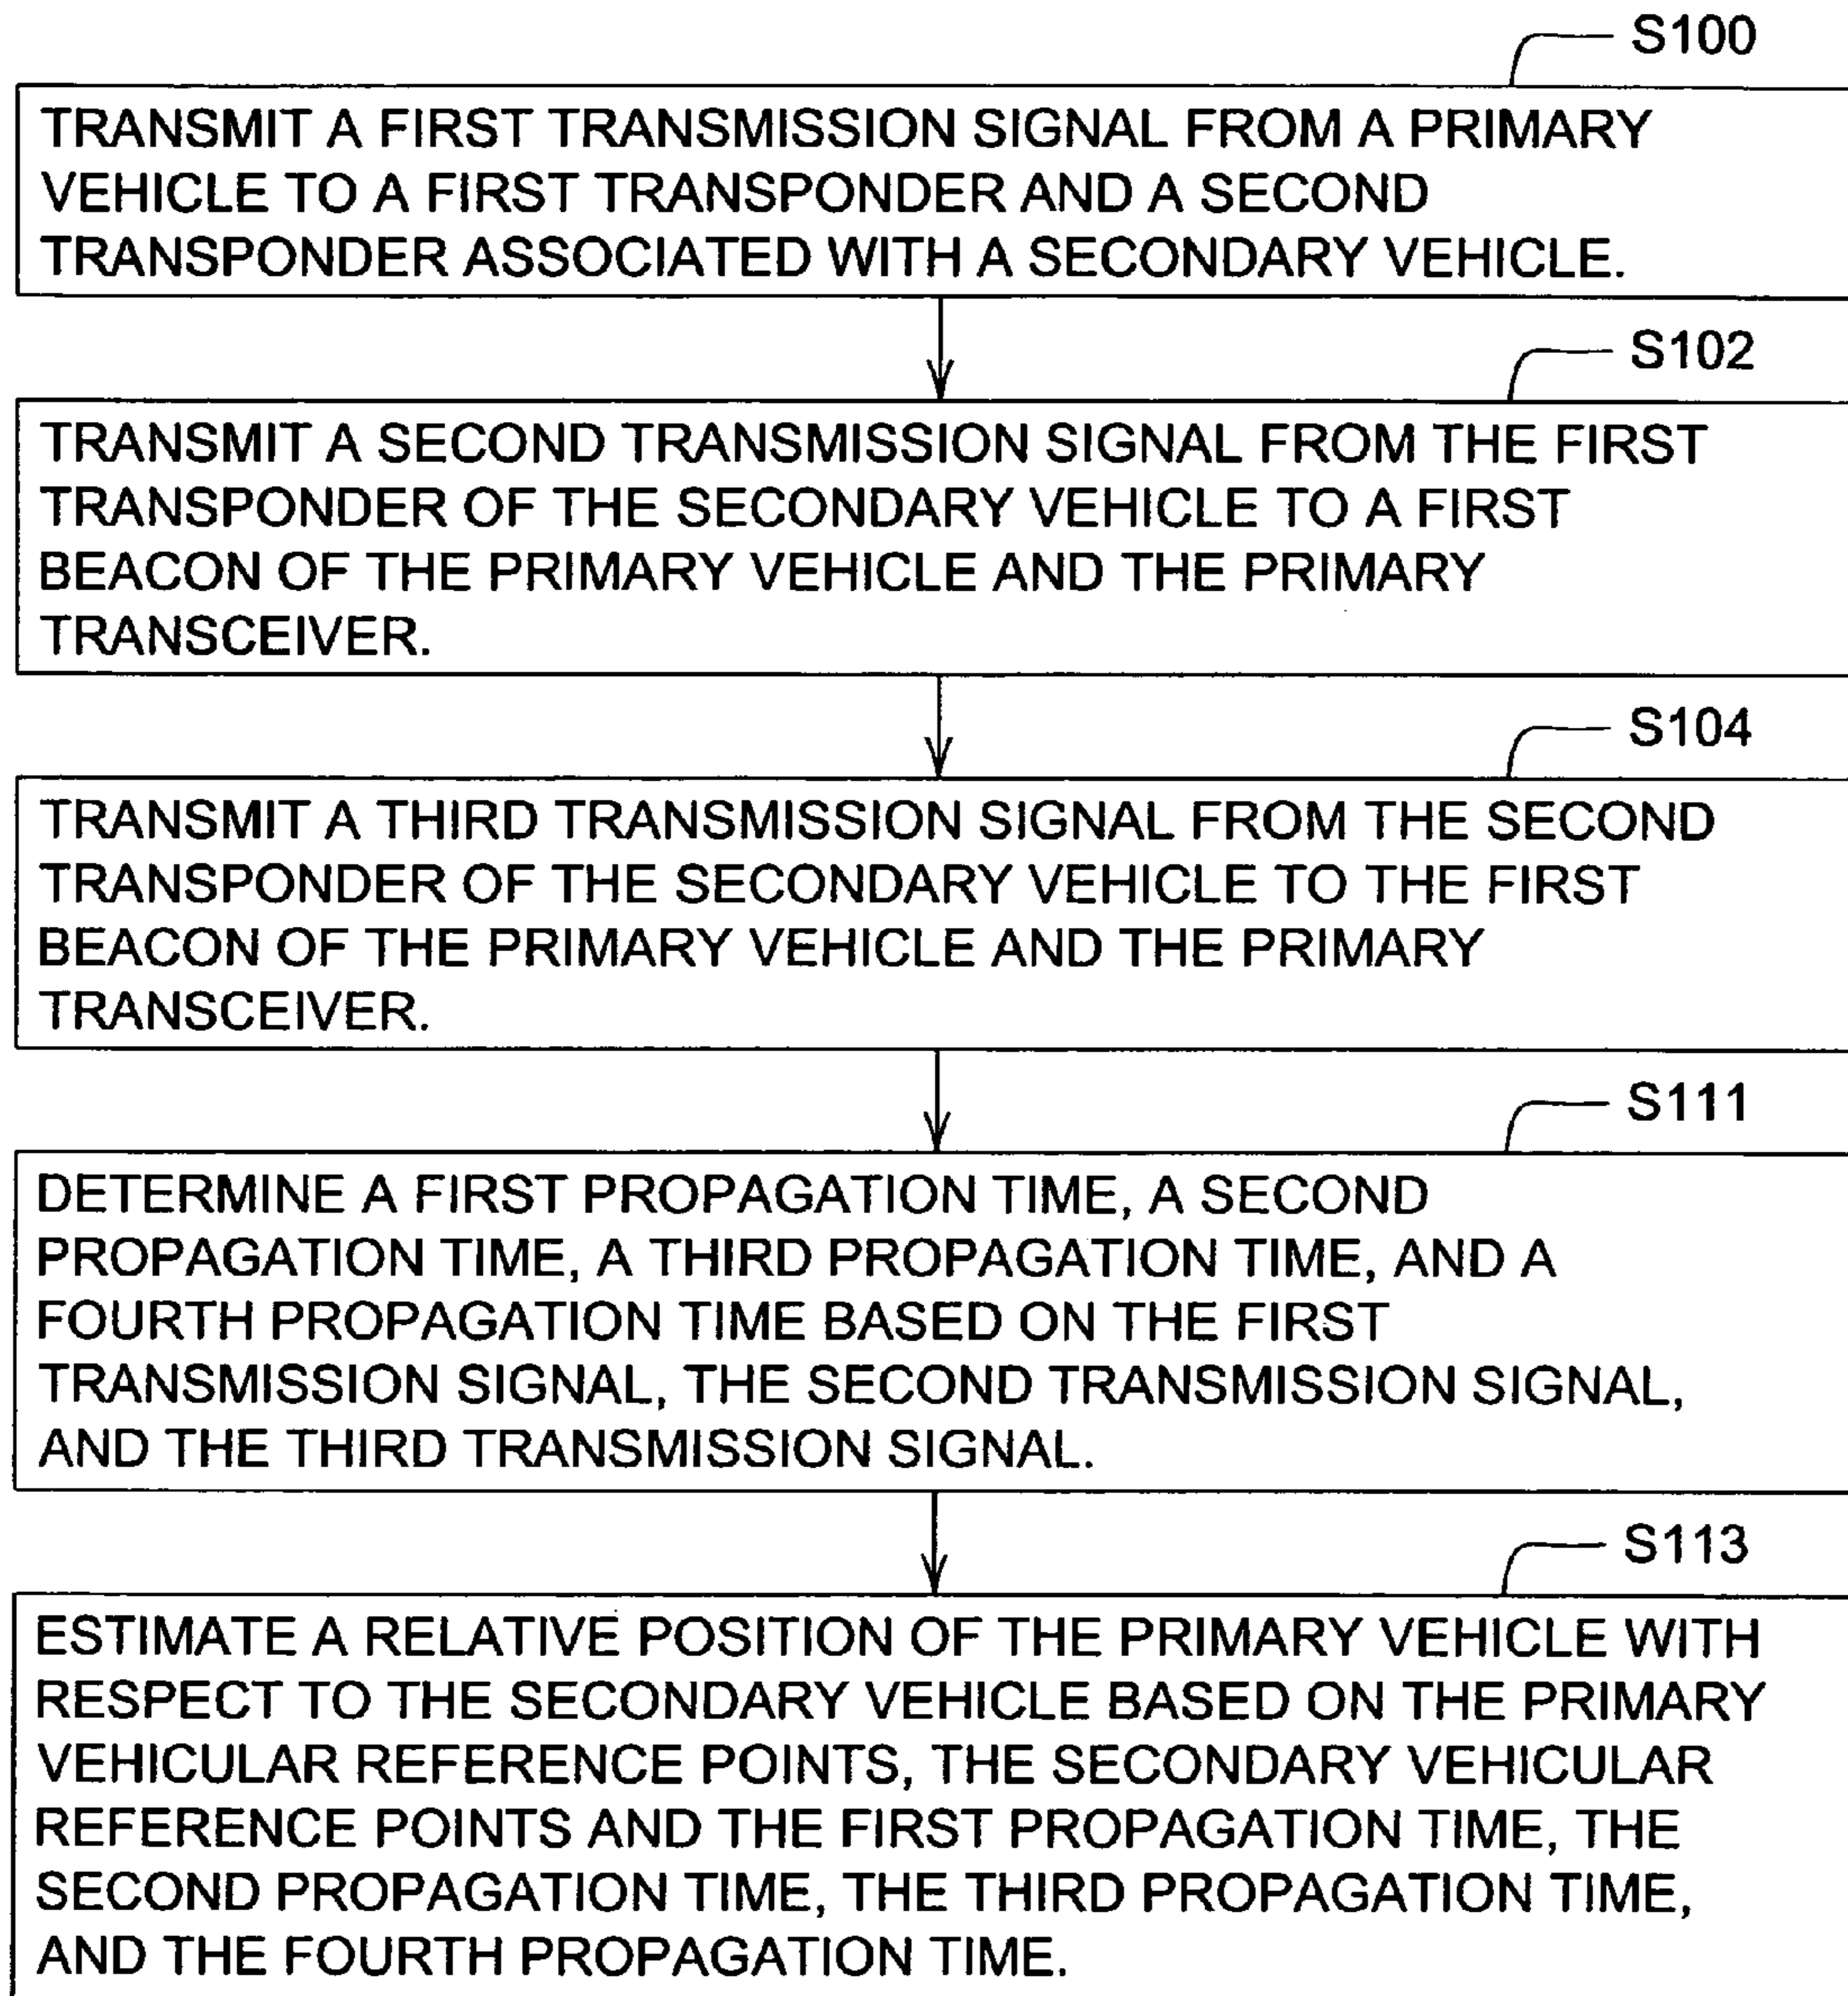 S100
TRANSMIT A FIRST TRANSMISSION SIGNAL FROM A PRIMARY
VEHICLE TO A FIRST TRANSPONDER AND A SECOND
TRANSPONDER ASSOCIATED WITH A SECONDARY VEHICLE.
S102
TRANSMIT A SECOND TRANSMISSION SIGNAL FROM THE FIRST
TRANSPONDER OF THE SECONDARY VEHICLE TO A FIRST
BEACON OF THE PRIMARY VEHICLE AND THE PRIMARY
TRANSCEIVER.
S104
TRANSMIT A THIRD TRANSMISSION SIGNAL FROM THE SECOND
TRANSPONDER OF THE SECONDARY VEHICLE TO THE FIRST
BEACON OF THE PRIMARY VEHICLE AND THE PRIMARY
TRANSCEIVER.
S111
DETERMINE A FIRST PROPAGATION TIME, A SECOND
PROPAGATION TIME, A THIRD PROPAGATION TIME, AND A
FOURTH PROPAGATION TIME BASED ON THE FIRST
TRANSMISSION SIGNAL, THE SECOND TRANSMISSION SIGNAL,
AND THE THIRD TRANSMISSION SIGNAL.
S113
ESTIMATE A RELATIVE POSITION OF THE PRIMARY VEHICLE WITH
RESPECT TO THE SECONDARY VEHICLE BASED ON THE PRIMARY
VEHICULAR REFERENCE POINTS, THE SECONDARY VEHICULAR
REFERENCE POINTS AND THE FIRST PROPAGATION TIME, THE
SECOND PROPAGATION TIME, THE THIRD PROPAGATION TIME,
AND THE FOURTH PROPAGATION TIME.